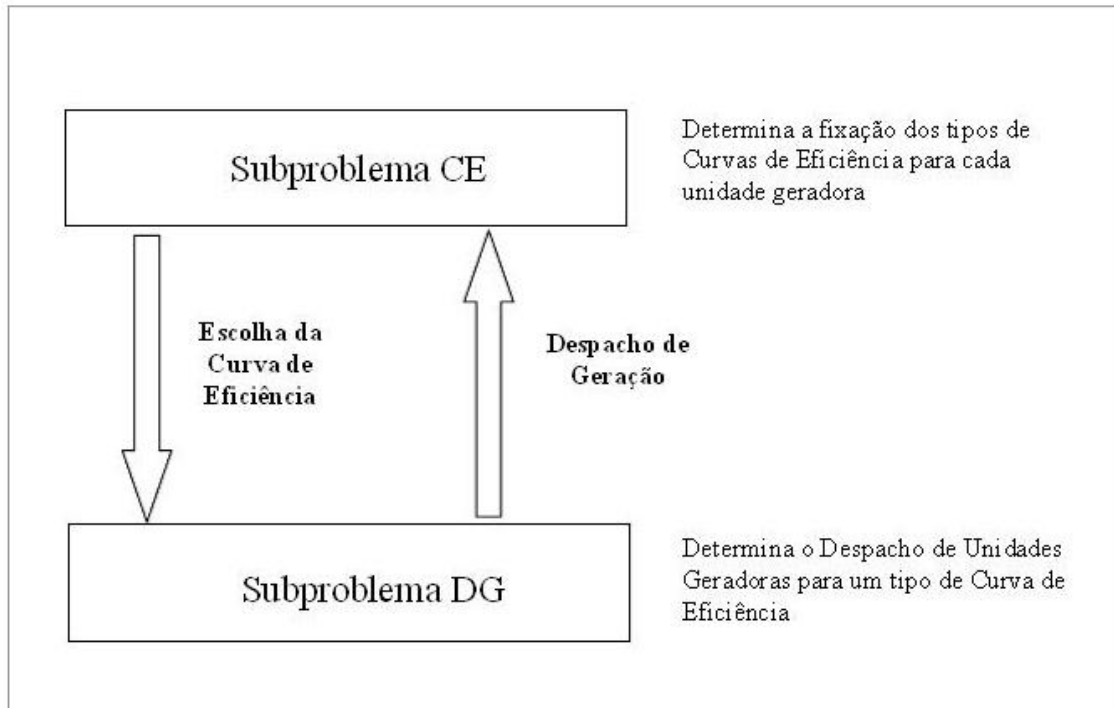 Subproblema CE
Determina a fixação dos tipos de
Curvas de Eficiência para cada
unidade geradora
Escolha da
Curva de
Eficiência
Despacho de
Geração
Subproblema DG
Determina o Despacho de Unidades
Geradoras para um tipo de Curva de
Eficiência